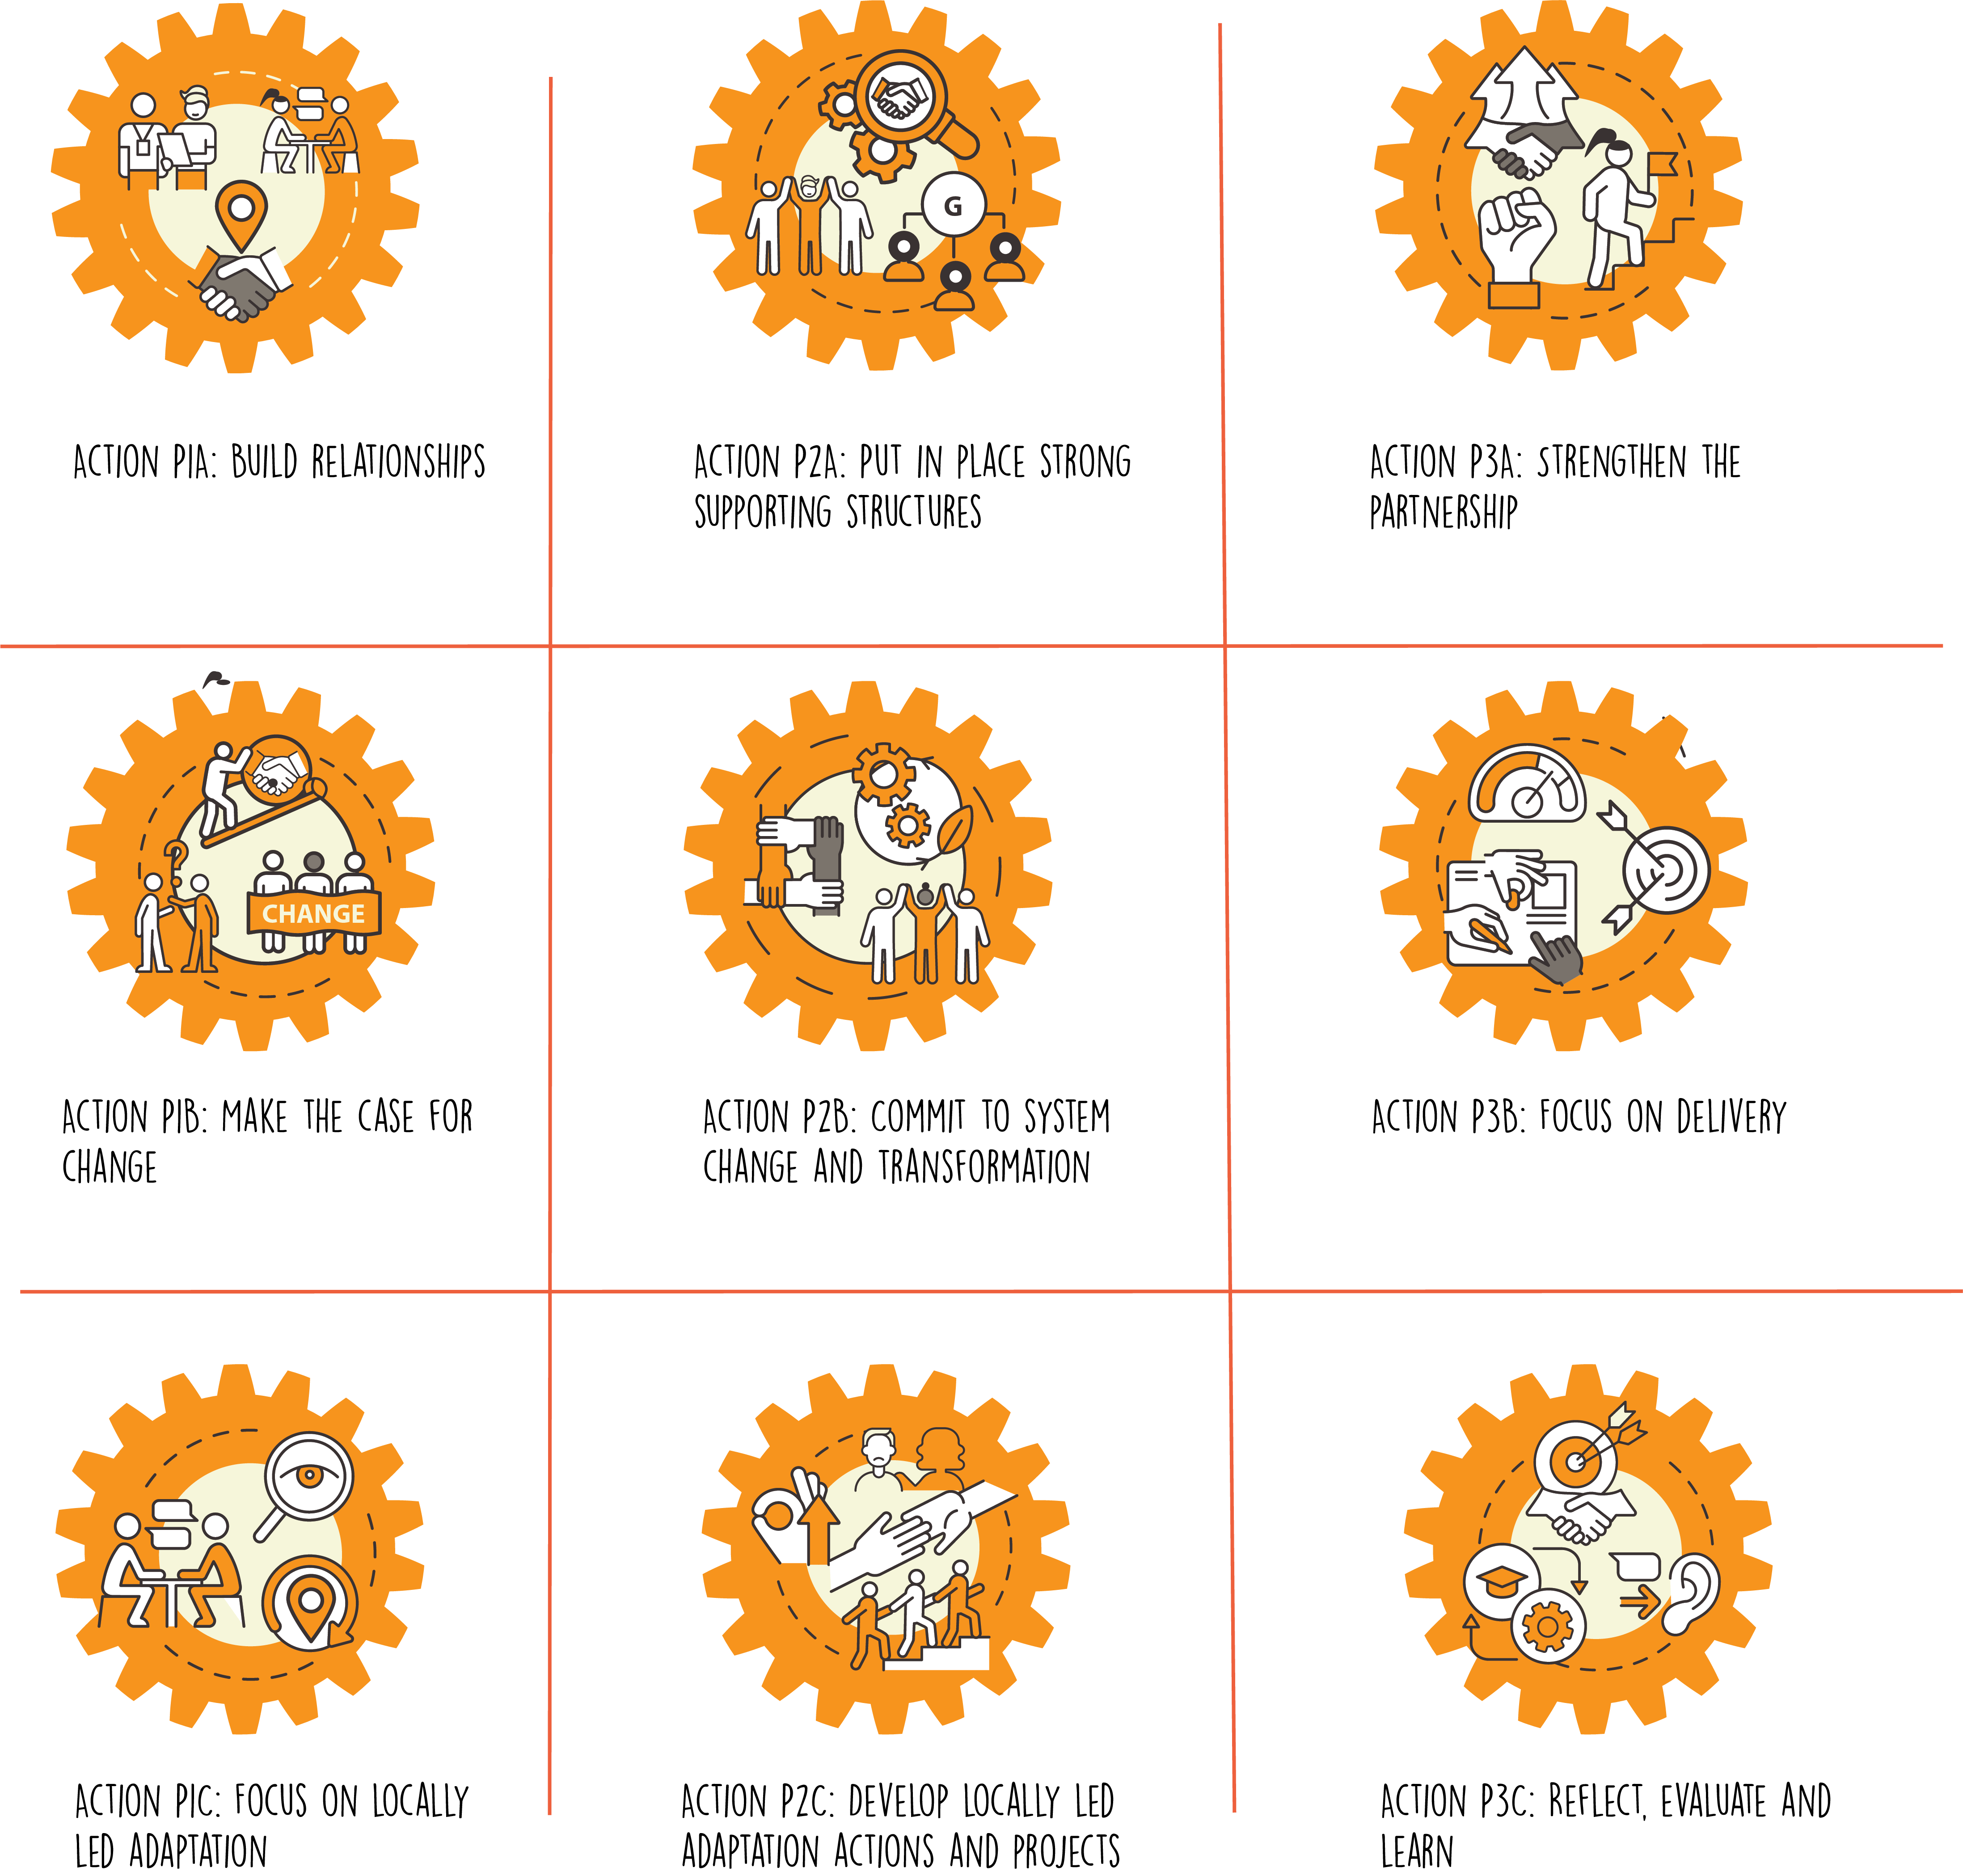 G
ACTION P1A: BUILD RELATIONSHIPS
ACTION P2A: PUT IN PLACE STRONG
SUPPORTING STRUCTURES
ACTION P3A: STRENGTHEN THE
PARTNERSHIP
?
CHANGE
ACTION P1B: MAKE THE CASE FOR
CHANGE
ACTION P2B: COMMIT TO SYSTEM
CHANGE AND TRANSFORMATION
ACTION P3B: FOCUS ON DELIVERY
ACTION P1C: FOCUS ON LOCALLY
LED ADAPTATION
ACTION P2C: DEVELOP LOCALLY LED
ADAPTATION ACTIONS AND PROJECTS
ACTION P3C: REFLECT, EVALUATE AND
LEARN